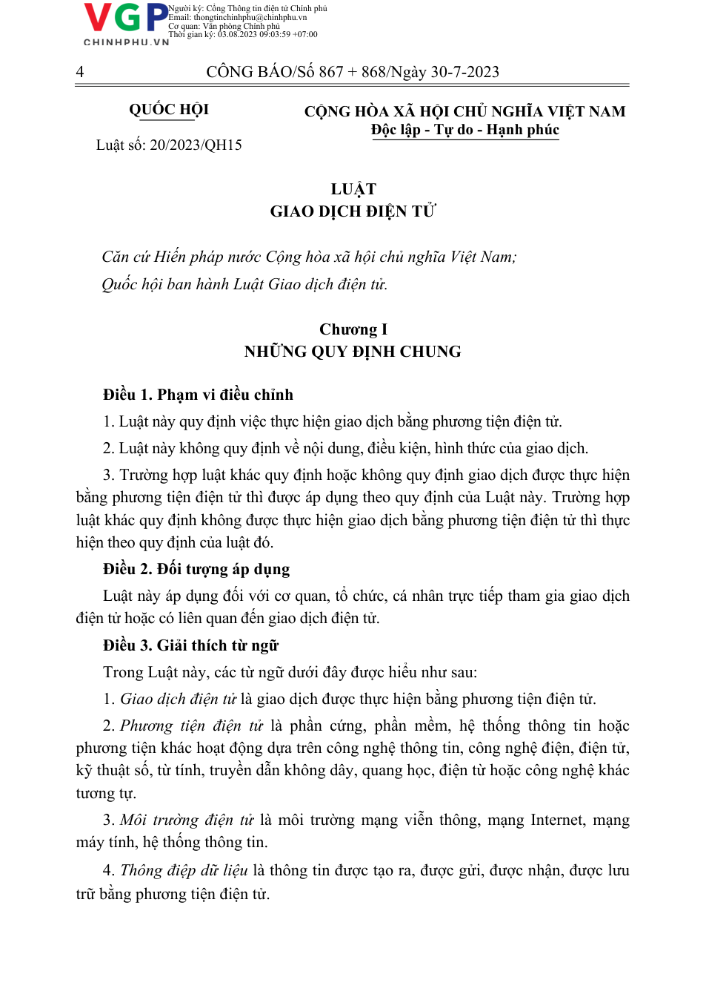 VGP
CHINHPHU.VN
Người ký: Cổng Thông tin điện tử Chính phủ
Email: thongtinchinhphu@chinhphu.vn
Cơ quan: Văn phòng Chính phủ
Thời gian ký: 03.08.2023 09:03:59 +07:00
4 CÔNG BÁO/Số 867 + 868/Ngày 30-7-2023
QUỐC HỘI
Luật số: 20/2023/QH15
CỘNG HÒA XÃ HỘI CHỦ NGHĨA VIỆT NAM
Độc lập - Tự do - Hạnh phúc
LUẬT
GIAO DỊCH ĐIỆN TỬ
Căn cứ Hiến pháp nước Cộng hòa xã hội chủ nghĩa Việt Nam;
Quốc hội ban hành Luật Giao dịch điện tử.
Chương I
NHỮNG QUY ĐỊNH CHUNG
Điều 1. Phạm vi điều chỉnh
1. Luật này quy định việc thực hiện giao dịch bằng phương tiện điện tử.
2. Luật này không quy định về nội dung, điều kiện, hình thức của giao dịch.
3. Trường hợp luật khác quy định hoặc không quy định giao dịch được thực hiện
bằng phương tiện điện tử thì được áp dụng theo quy định của Luật này. Trường hợp
luật khác quy định không được thực hiện giao dịch bằng phương tiện điện tử thì thực
hiện theo quy định của luật đó.
Điều 2. Đối tượng áp dụng
Luật này áp dụng đối với cơ quan, tổ chức, cá nhân trực tiếp tham gia giao dịch
điện tử hoặc có liên quan đến giao dịch điện tử.
Điều 3. Giải thích từ ngữ
Trong Luật này, các từ ngữ dưới đây được hiểu như sau:
1. Giao dịch điện tử là giao dịch được thực hiện bằng phương tiện điện tử.
2. Phương tiện điện tử là phần cứng, phần mềm, hệ thống thông tin hoặc
phương tiện khác hoạt động dựa trên công nghệ thông tin, công nghệ điện, điện tử,
kỹ thuật số, từ tính, truyền dẫn không dây, quang học, điện từ hoặc công nghệ khác
tương tự.
3. Môi trường điện tử là môi trường mạng viễn thông, mạng Internet, mạng
máy tính, hệ thống thông tin.
4. Thông điệp dữ liệu là thông tin được tạo ra, được gửi, được nhận, được lưu
trữ bằng phương tiện điện tử.